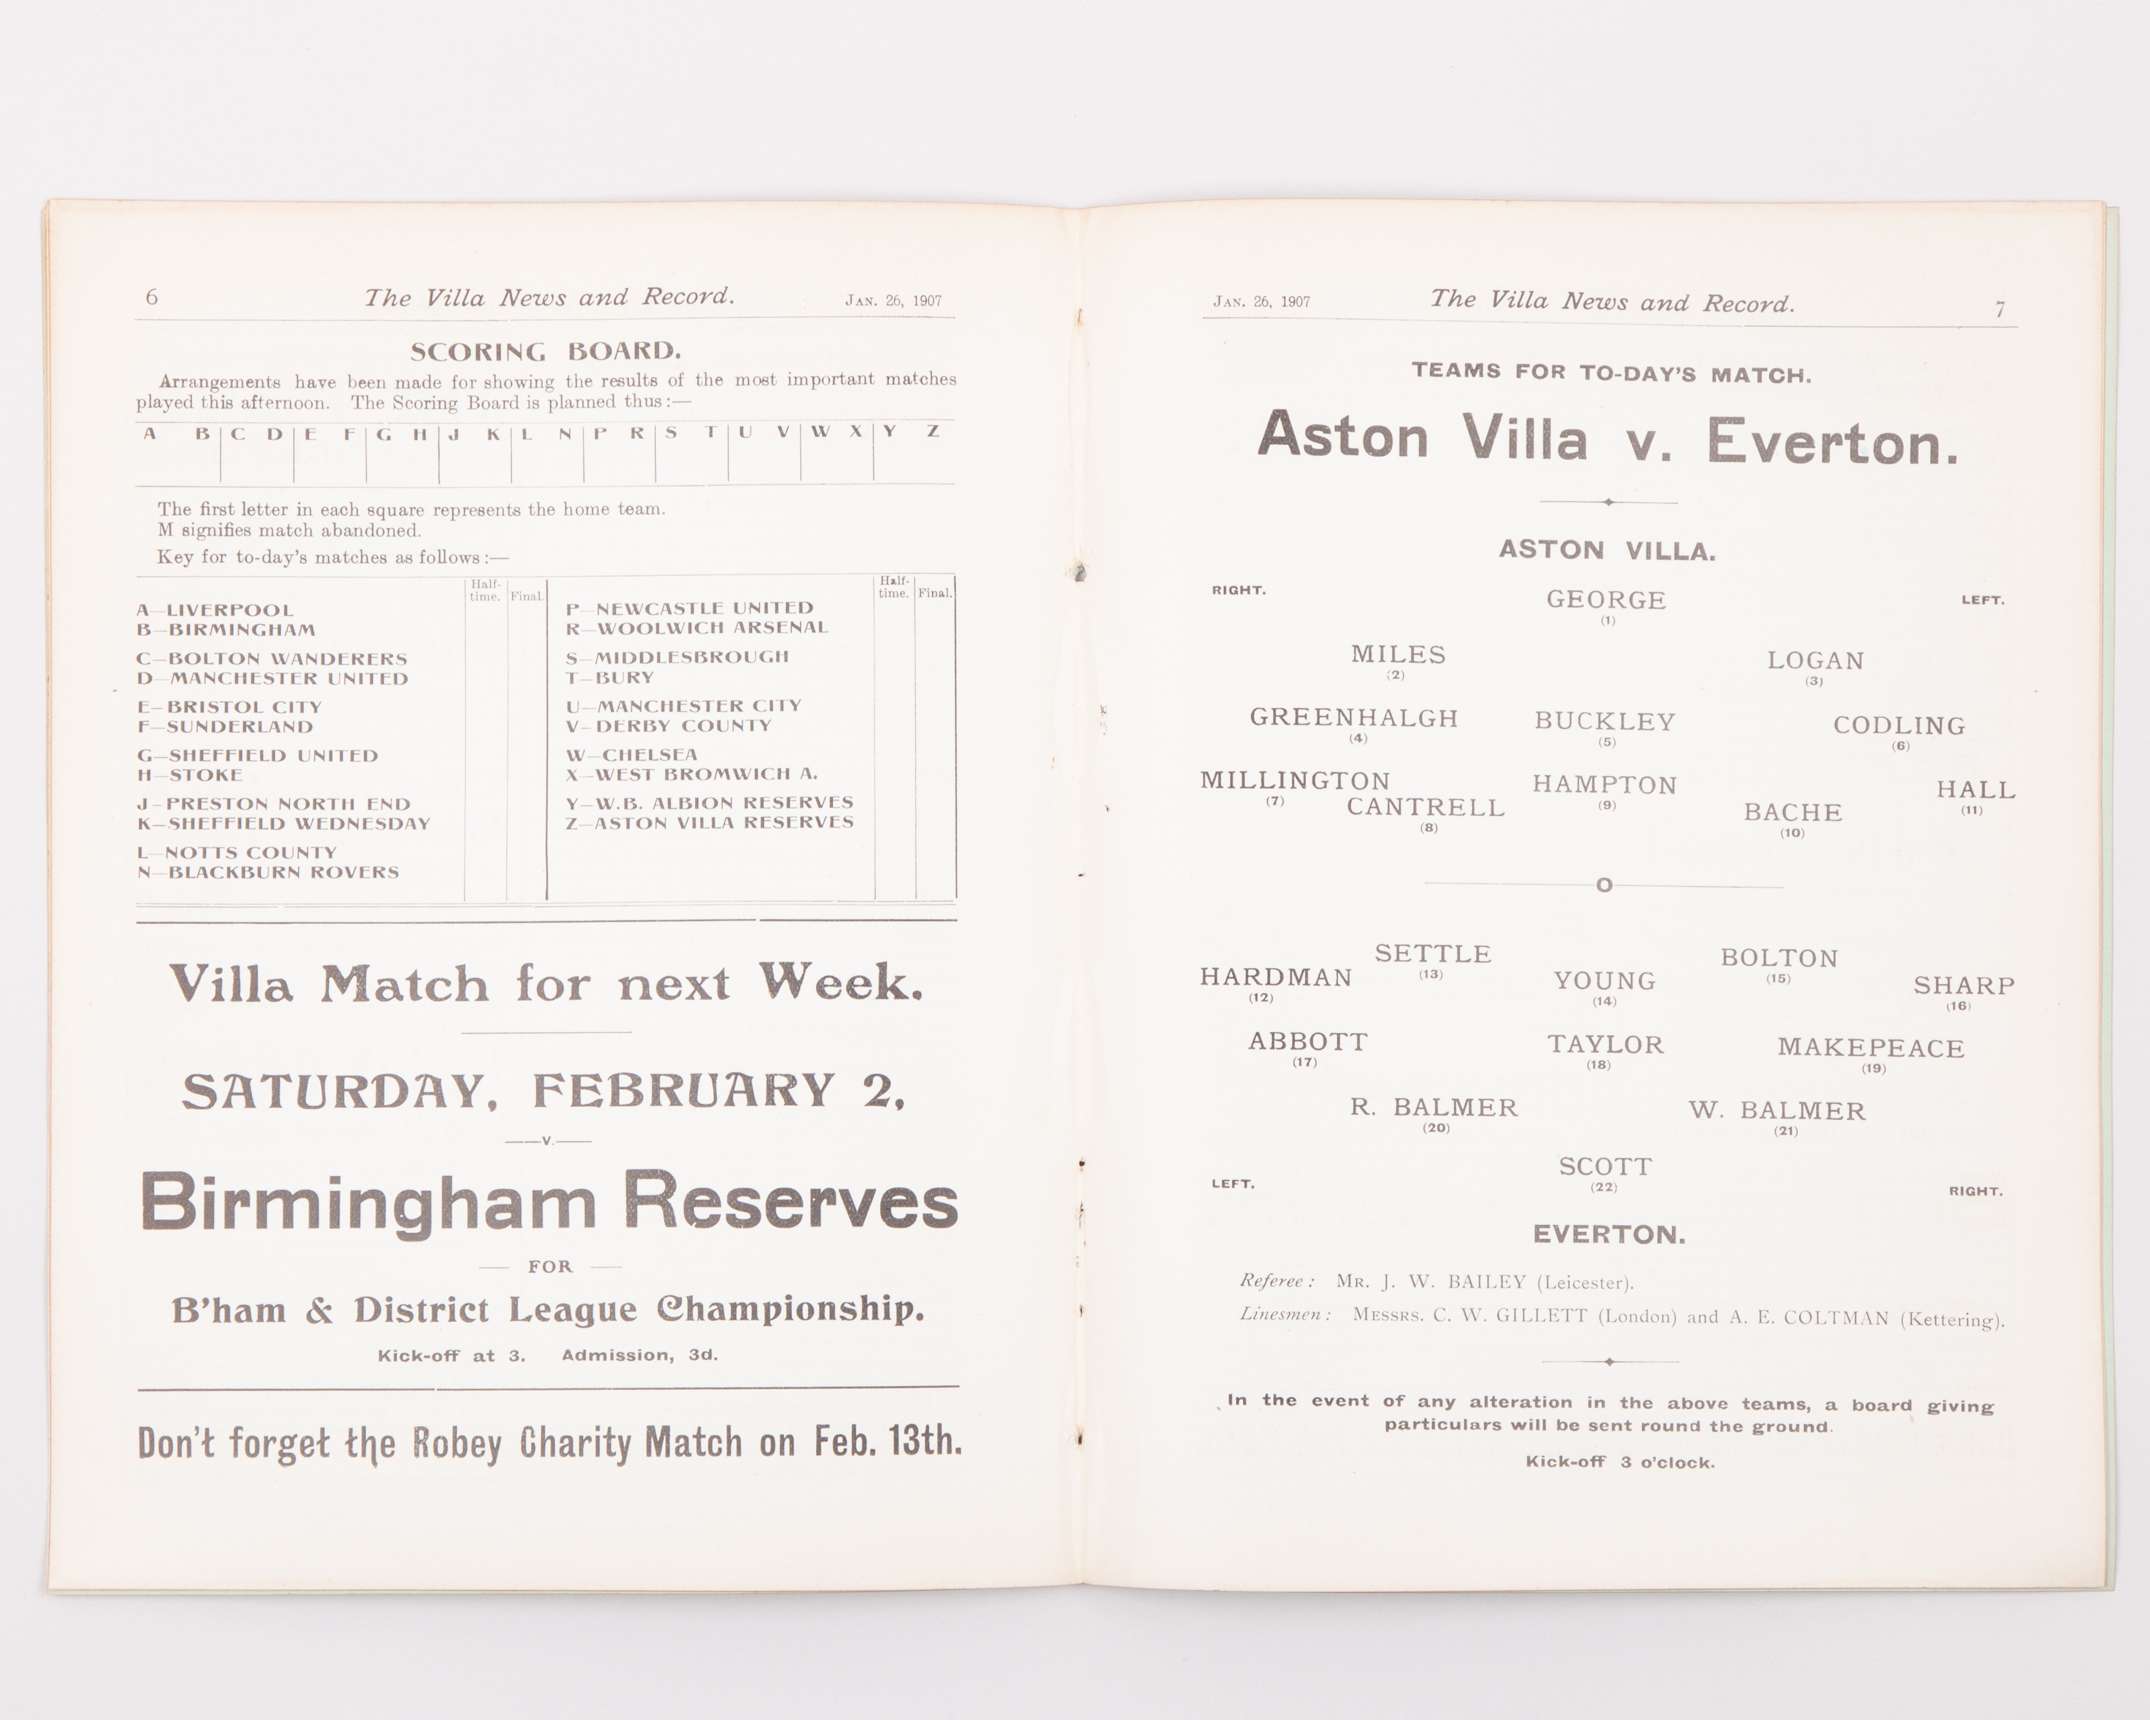 6 The Villa News and Record. JAN. 26, 1907
SCORING BOARD.
Arrangements have been made for showing the results of the most important matches
played this afternoon. The Scoring Board is planned thus:—
A B C D E F G H J K L N P R S T U V W X Y Z
The first letter in each square represents the home team.
M signifies match abandoned.
Key for to-day's matches as follows:—
Half-time. Final.
A—LIVERPOOL
B—BIRMINGHAM
C—BOLTON WANDERERS
D—MANCHESTER UNITED
E—BRISTOL CITY
F—SUNDERLAND
G—SHEFFIELD UNITED
H—STOKE
J—PRESTON NORTH END
K—SHEFFIELD WEDNESDAY
L—NOTTS COUNTY
N—BLACKBURN ROVERS
Half-time. Final.
P—NEWCASTLE UNITED
R—WOOLWICH ARSENAL
S—MIDDLESBROUGH
T—BURY
U—MANCHESTER CITY
V—DERBY COUNTY
W—CHELSEA
X—WEST BROMWICH A.
Y—W.B. ALBION RESERVES
Z—ASTON VILLA RESERVES
Villa Match for next Week.
SATURDAY, FEBRUARY 2,
v.
Birmingham Reserves
FOR
B'ham & District League Championship.
Kick-off at 3. Admission, 3d.
Don't forget the Robey Charity Match on Feb. 13th.
JAN. 26, 1907 The Villa News and Record. 7
TEAMS FOR TO-DAY'S MATCH.
Aston Villa v. Everton.
ASTON VILLA.
RIGHT. GEORGE LEFT.
(1)
MILES LOGAN
(2) (3)
GREENHALGH BUCKLEY CODLING
(4) (5) (6)
MILLINGTON HAMPTON HALL
(7) (9) (11)
CANTRELL BACHE
(8) (10)
O
SETTLE BOLTON
(13) (15)
HARDMAN YOUNG SHARP
(12) (14) (16)
ABBOTT TAYLOR MAKEPEACE
(17) (18) (19)
R. BALMER W. BALMER
(20) (21)
LEFT. SCOTT RIGHT.
(22)
EVERTON.
Referee: MR. J. W. BAILEY (Leicester).
Linesmen: MESSRS. C. W. GILLETT (London) and A. E. COLTMAN (Kettering).
In the event of any alteration in the above teams, a board giving
particulars will be sent round the ground.
Kick-off 3 o'clock.